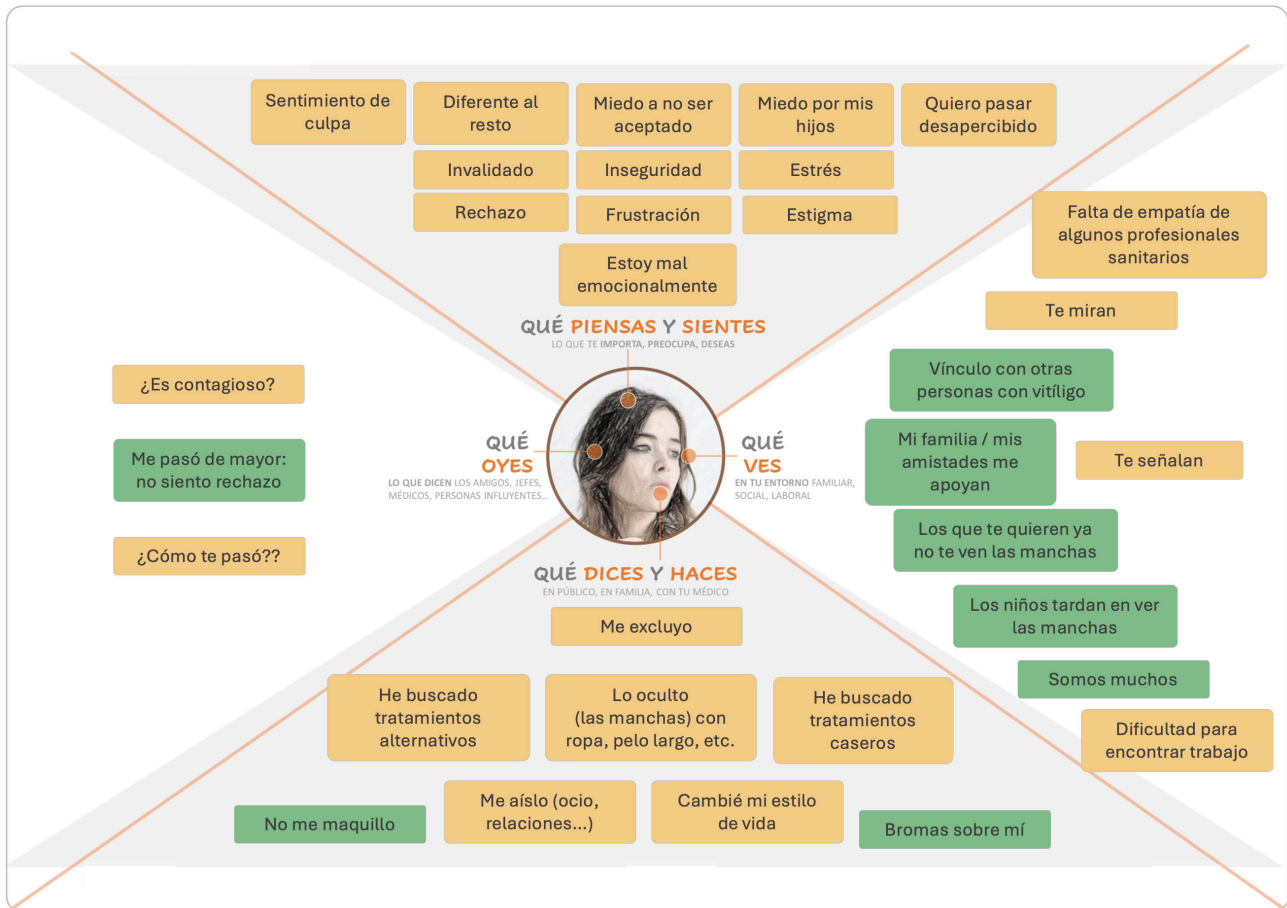 Sentimiento de
culpa
Diferente al
resto
Miedo a no ser
aceptado
Miedo por mis
hijos
Quiero pasar
desapercibido
Invalidado
Inseguridad
Estrés
Rechazo
Frustración
Estigma
Estoy mal
emocionalmente
QUÉ PIENSAS Y SIENTES
LO QUE TE IMPORTA, PREOCUPA, DESEAS
¿Es contagioso?
Me pasó de mayor:
no siento rechazo
¿Cómo te pasó??
QUÉ
OYES
LO QUE DICEN LOS AMIGOS, JEFES,
MÉDICOS, PERSONAS INFLUYENTES...
QUÉ
VES
EN TU ENTORNO FAMILIAR,
SOCIAL, LABORAL
Falta de empatía de
algunos profesionales
sanitarios
Te miran
Vínculo con otras
personas con vitíligo
Mi familia / mis
amistades me
apoyan
Te señalan
Los que te quieren ya
no te ven las manchas
Los niños tardan en ver
las manchas
Somos muchos
Dificultad para
encontrar trabajo
QUÉ DICES Y HACES
EN PÚBLICO, EN FAMILIA, CON TU MÉDICO
Me excluyo
He buscado
tratamientos
alternativos
Lo oculto
(las manchas) con
ropa, pelo largo, etc.
He buscado
tratamientos
caseros
No me maquillo
Me aíslo (ocio,
relaciones...)
Cambié mi estilo
de vida
Bromas sobre mí